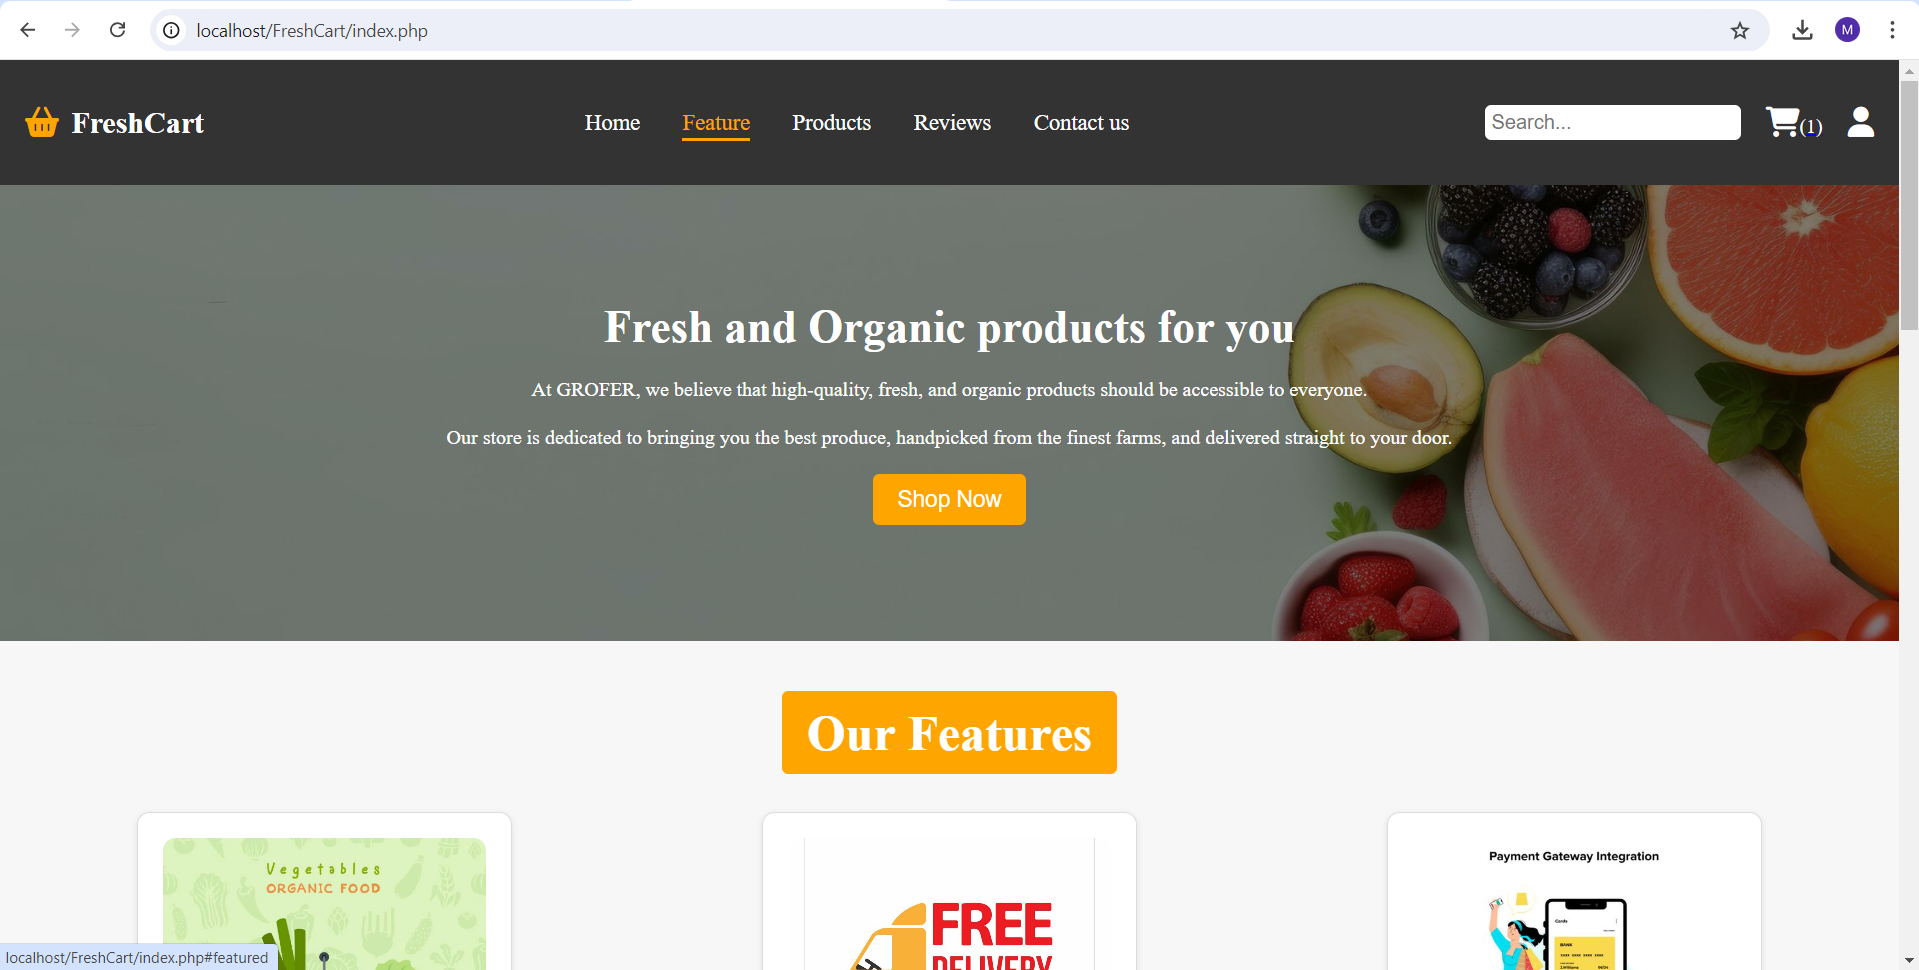 localhost/FreshCart/index.php
M
FreshCart
Home
Feature
Products
Reviews
Contact us
Search...
(1)
Fresh and Organic products for you
At GROFER, we believe that high-quality, fresh, and organic products should be accessible to everyone.
Our store is dedicated to bringing you the best produce, handpicked from the finest farms, and delivered straight to your door.
Shop Now
Our Features
Vegetables
ORGANIC FOOD
FREE
DELIVERY
Payment Gateway Integration
Cards
BANK
localhost/FreshCart/index.php#featured